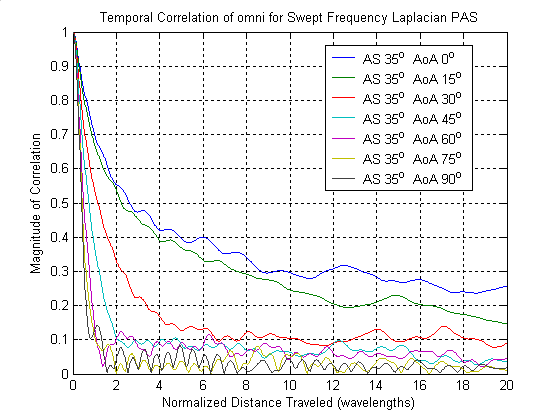 Temporal Correlation of omni for Swept Frequency Laplacian PAS
1
0.9
0.8
0.7
0.6
0.5
0.4
0.3
0.2
0.1
0
Magnitude of Correlation
AS 35° AoA 0°
AS 35° AoA 15°
AS 35° AoA 30°
AS 35° AoA 45°
AS 35° AoA 60°
AS 35° AoA 75°
AS 35° AoA 90°
0 2 4 6 8 10 12 14 16 18 20
Normalized Distance Traveled (wavelengths)